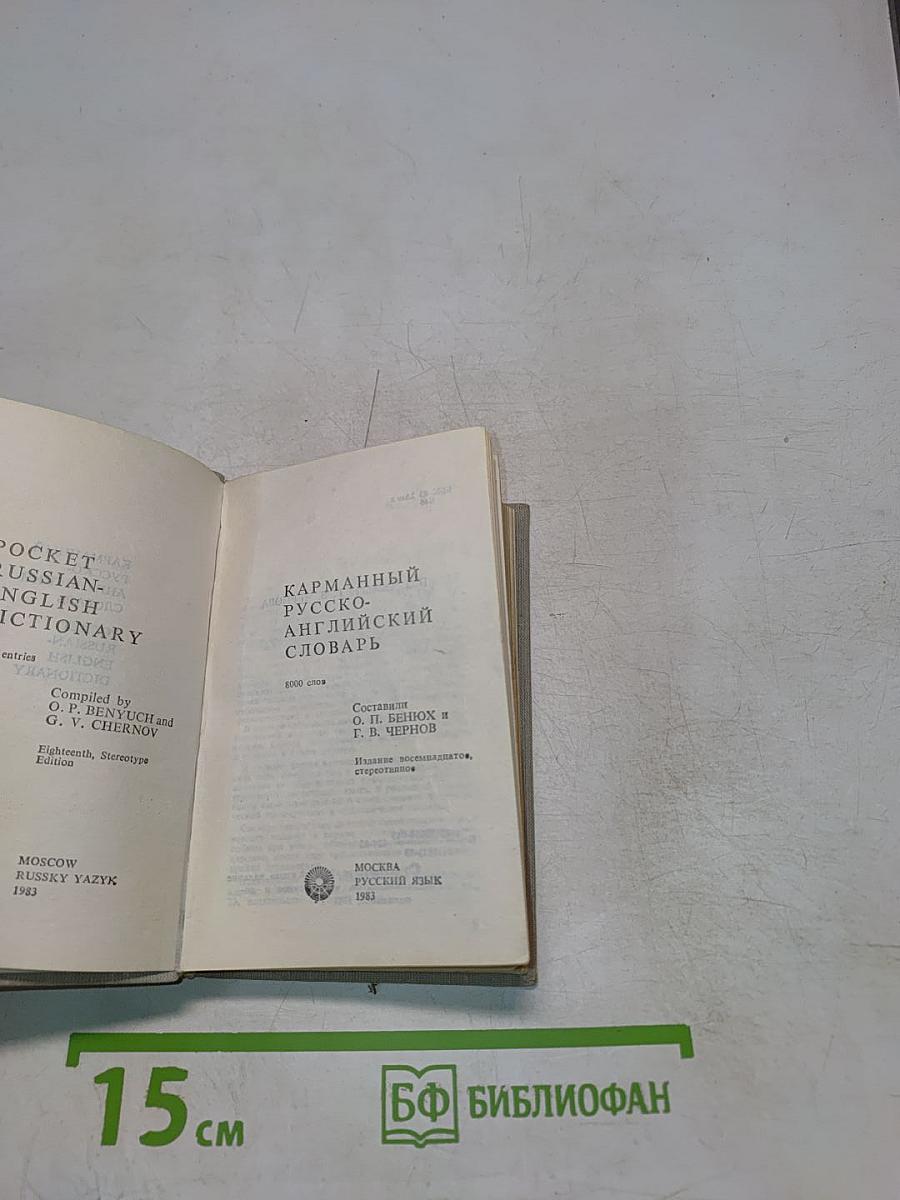 POCKET
RUSSIAN-
ENGLISH
DICTIONARY
entries
Compiled by
O. P. BENYUCH and
G. V. CHERNOV
Eighteenth, Stereotype
Edition
MOSCOW
RUSSKY YAZYK
1983
КАРМАННЫЙ
РУССКО-
АНГЛИЙСКИЙ
СЛОВАРЬ
8000 слов
Составили
О. П. БЕНЮХ и
Г. В. ЧЕРНОВ
Издание восемнадцатое,
стереотипное
МОСКВА
РУССКИЙ ЯЗЫК
1983
15 см
БФ БИБЛИОФАН